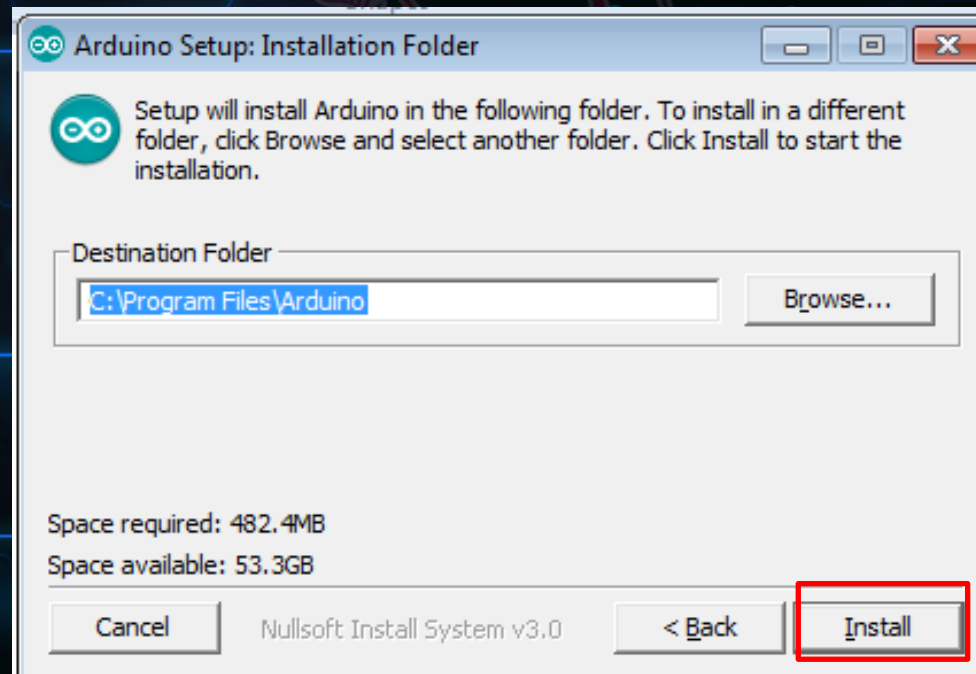 Arduino Setup: Installation Folder
Setup will install Arduino in the following folder. To install in a different
folder, click Browse and select another folder. Click Install to start the
installation.
Destination Folder
C:\Program Files\Arduino
Browse...
Space required: 482.4MB
Space available: 53.3GB
Cancel
Nullsoft Install System v3.0
< Back
Install